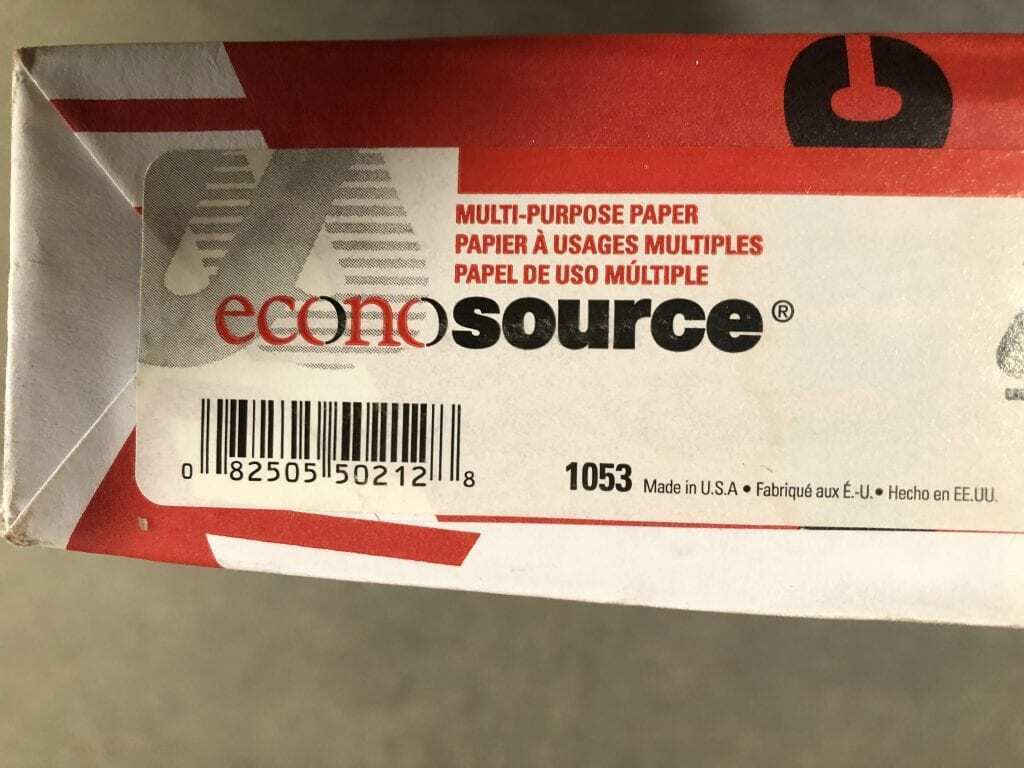 MULTI-PURPOSE PAPER
PAPIER À USAGES MULTIPLES
PAPEL DE USO MÚLTIPLE
econosource®
0 82505 50212 8
1053 Made in U.S.A • Fabriqué aux É.-U. • Hecho en EE.UU.